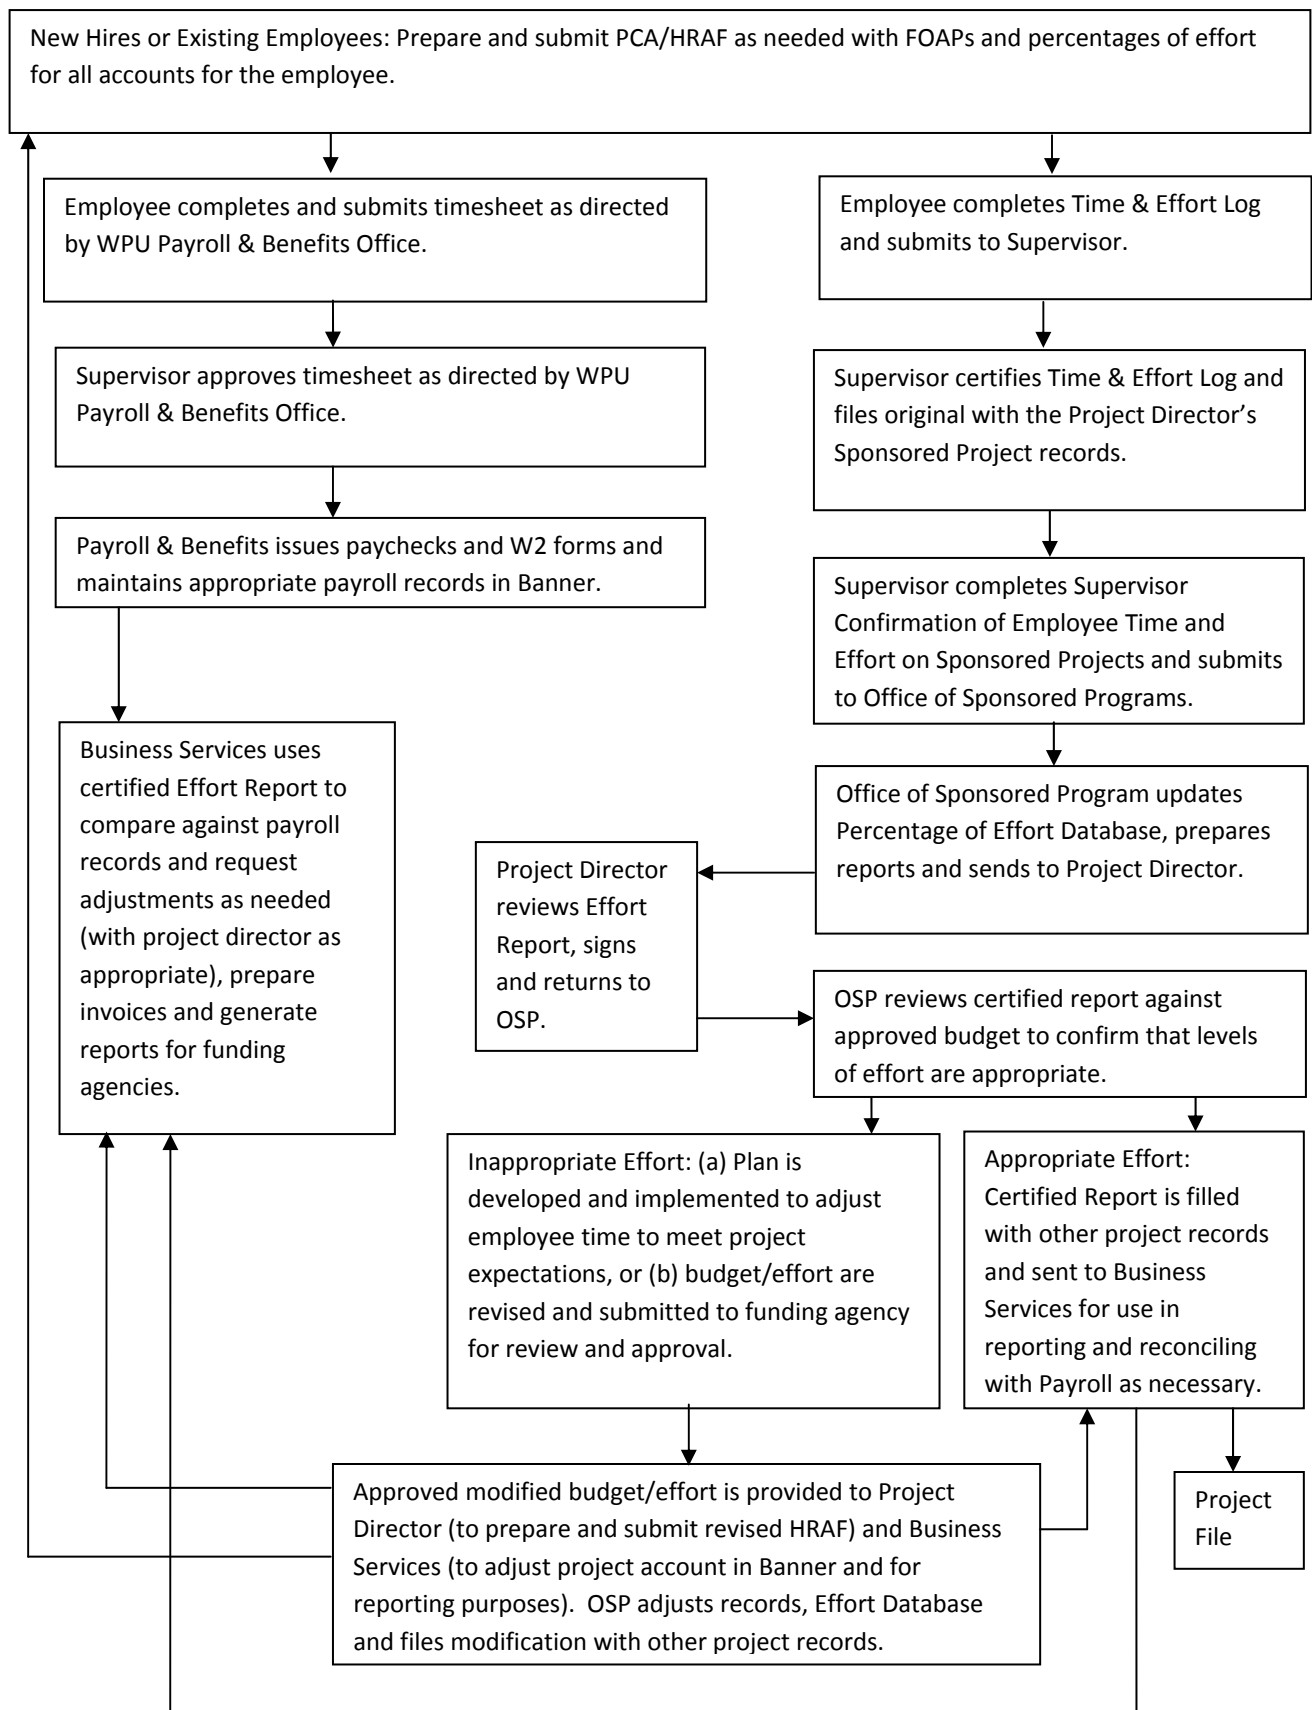 New Hires or Existing Employees: Prepare and submit PCA/HRAF as needed with FOAPs and percentages of effort
for all accounts for the employee.
Employee completes and submits timesheet as directed
by WPU Payroll & Benefits Office.
Employee completes Time & Effort Log
and submits to Supervisor.
Supervisor approves timesheet as directed by WPU
Payroll & Benefits Office.
Supervisor certifies Time & Effort Log and
files original with the Project Director’s
Sponsored Project records.
Payroll & Benefits issues paychecks and W2 forms and
maintains appropriate payroll records in Banner.
Supervisor completes Supervisor
Confirmation of Employee Time and
Effort on Sponsored Projects and submits
to Office of Sponsored Programs.
Business Services uses
certified Effort Report to
compare against payroll
records and request
adjustments as needed
(with project director as
appropriate), prepare
invoices and generate
reports for funding
agencies.
Office of Sponsored Program updates
Percentage of Effort Database, prepares
reports and sends to Project Director.
Project Director
reviews Effort
Report, signs
and returns to
OSP.
OSP reviews certified report against
approved budget to confirm that levels
of effort are appropriate.
Inappropriate Effort: (a) Plan is
developed and implemented to adjust
employee time to meet project
expectations, or (b) budget/effort are
revised and submitted to funding agency
for review and approval.
Appropriate Effort:
Certified Report is filled
with other project records
and sent to Business
Services for use in
reporting and reconciling
with Payroll as necessary.
Approved modified budget/effort is provided to Project
Director (to prepare and submit revised HRAF) and Business
Services (to adjust project account in Banner and for
reporting purposes).  OSP adjusts records, Effort Database
and files modification with other project records.
Project
File